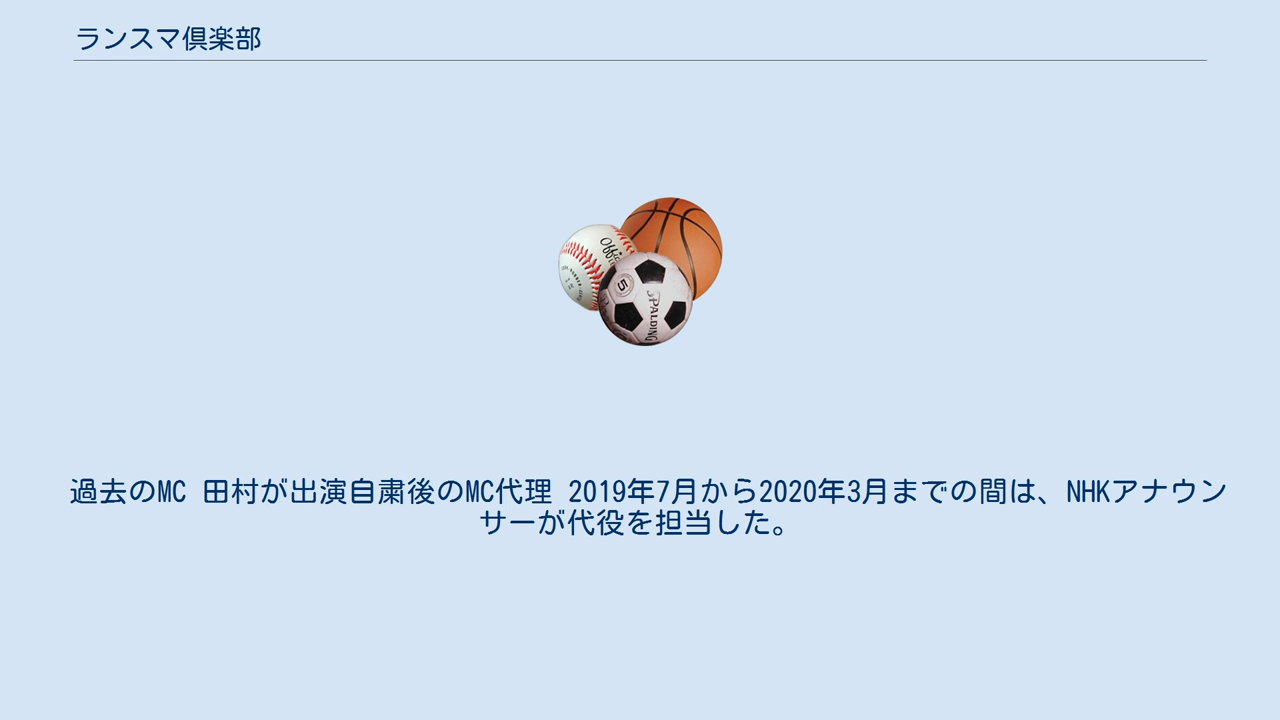 ランスマ倶楽部
5
SPALDING
過去のMC 田村が出演自粛後のMC代理 2019年7月から2020年3月までの間は、NHKアナウン
サーが代役を担当した。